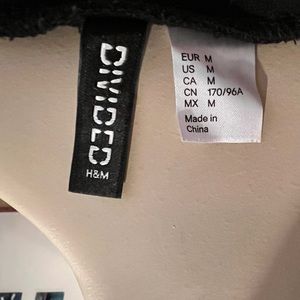 DIVIDED
H&M
EUR M
US M
CA M
CN 170/96A
MX M
Made in
China